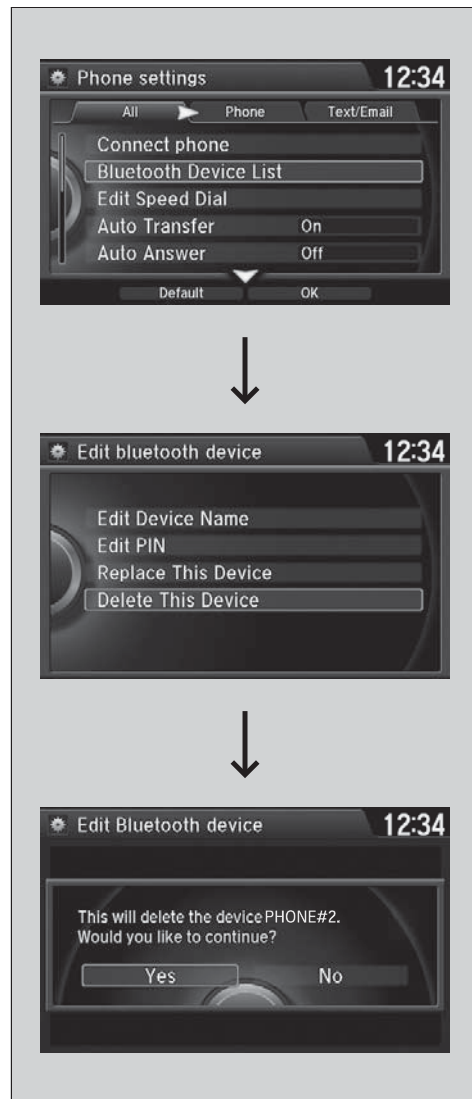 Phone settings 12:34
All Phone Text/Email
Connect phone
Bluetooth Device List
Edit Speed Dial
Auto Transfer On
Auto Answer Off
Default OK
Edit bluetooth device 12:34
Edit Device Name
Edit PIN
Replace This Device
Delete This Device
Edit Bluetooth device 12:34
This will delete the device PHONE#2.
Would you like to continue?
Yes No